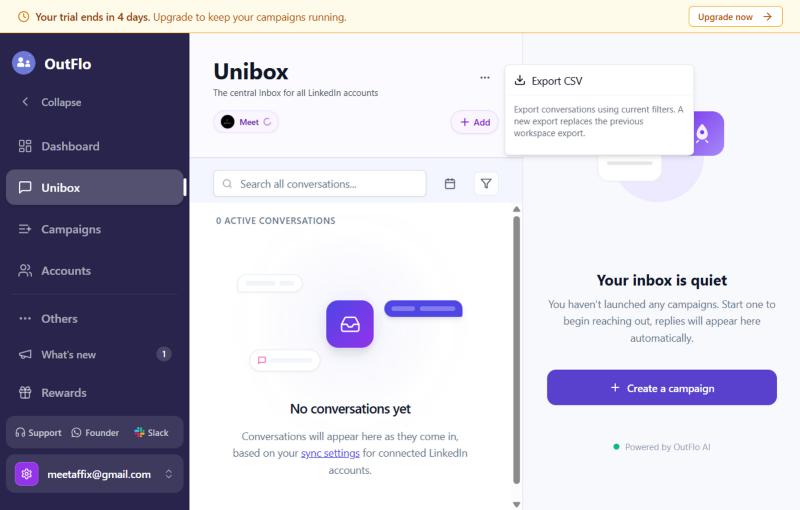 Your trial ends in 4 days. Upgrade to keep your campaigns running.
Upgrade now
OutFlo
Collapse
Dashboard
Unibox
Campaigns
Accounts
Others
What's new
1
Rewards
Support
Founder
Slack
meetaffix@gmail.com
Unibox
The central Inbox for all LinkedIn accounts
Meet
Add
Search all conversations...
0 ACTIVE CONVERSATIONS
No conversations yet
Conversations will appear here as they come in,
based on your sync settings for connected LinkedIn
accounts.
Export CSV
Export conversations using current filters. A
new export replaces the previous
workspace export.
Your inbox is quiet
You haven't launched any campaigns. Start one to
begin reaching out, replies will appear here
automatically.
Create a campaign
Powered by OutFlo AI